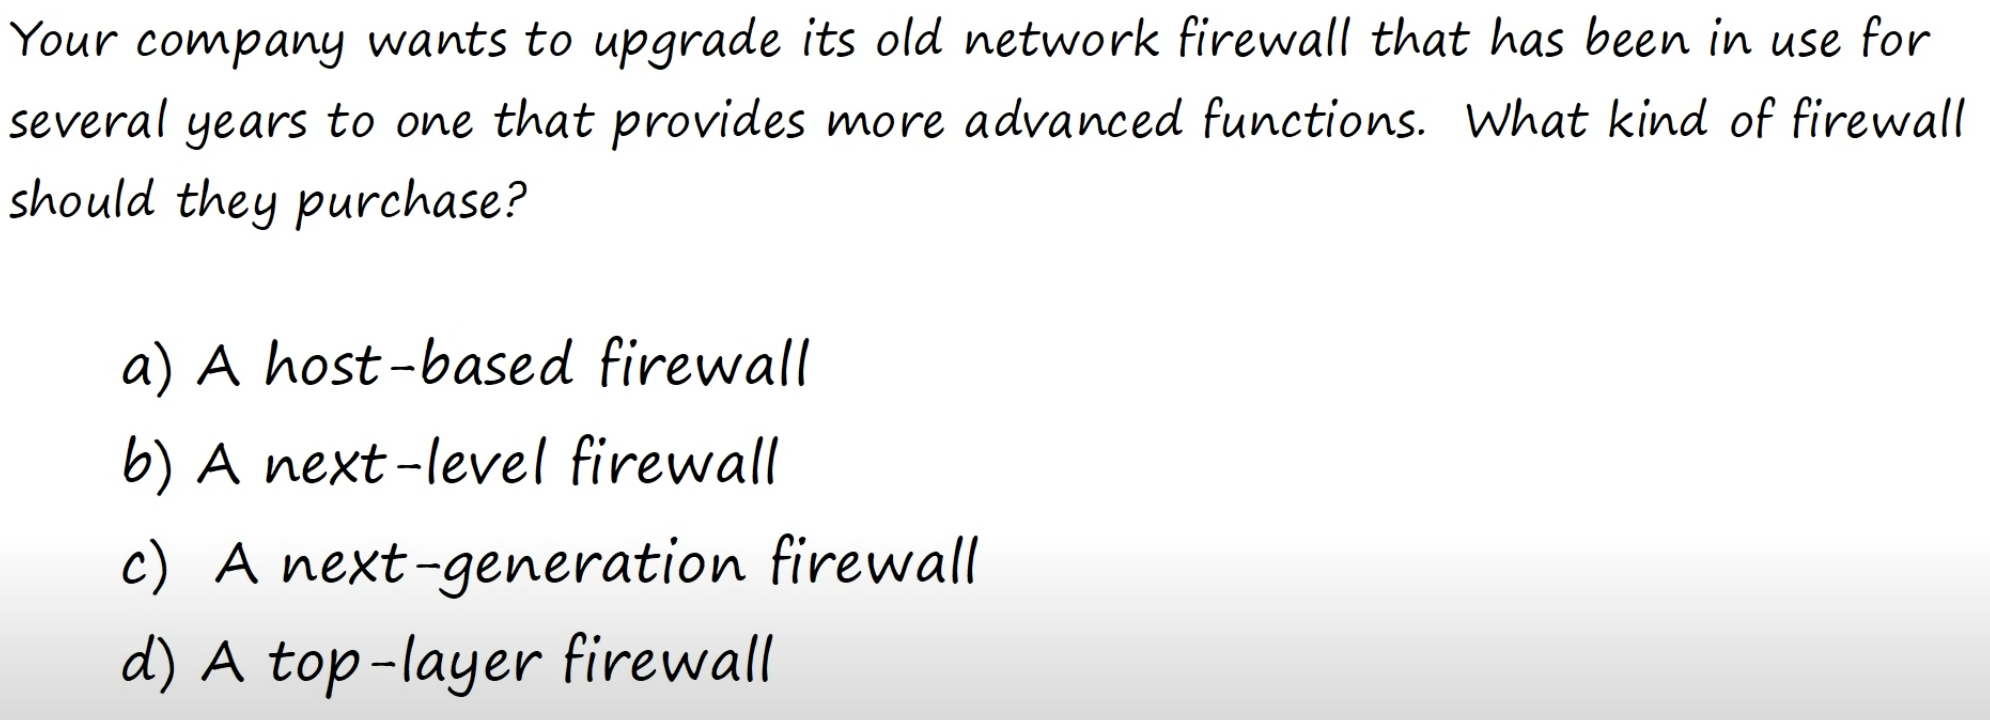 Your company wants to upgrade its old network firewall that has been in use for
several years to one that provides more advanced functions. What kind of firewall
should they purchase?
a) A host-based firewall
b) A next-level firewall
c) A next-generation firewall
d) A top-layer firewall